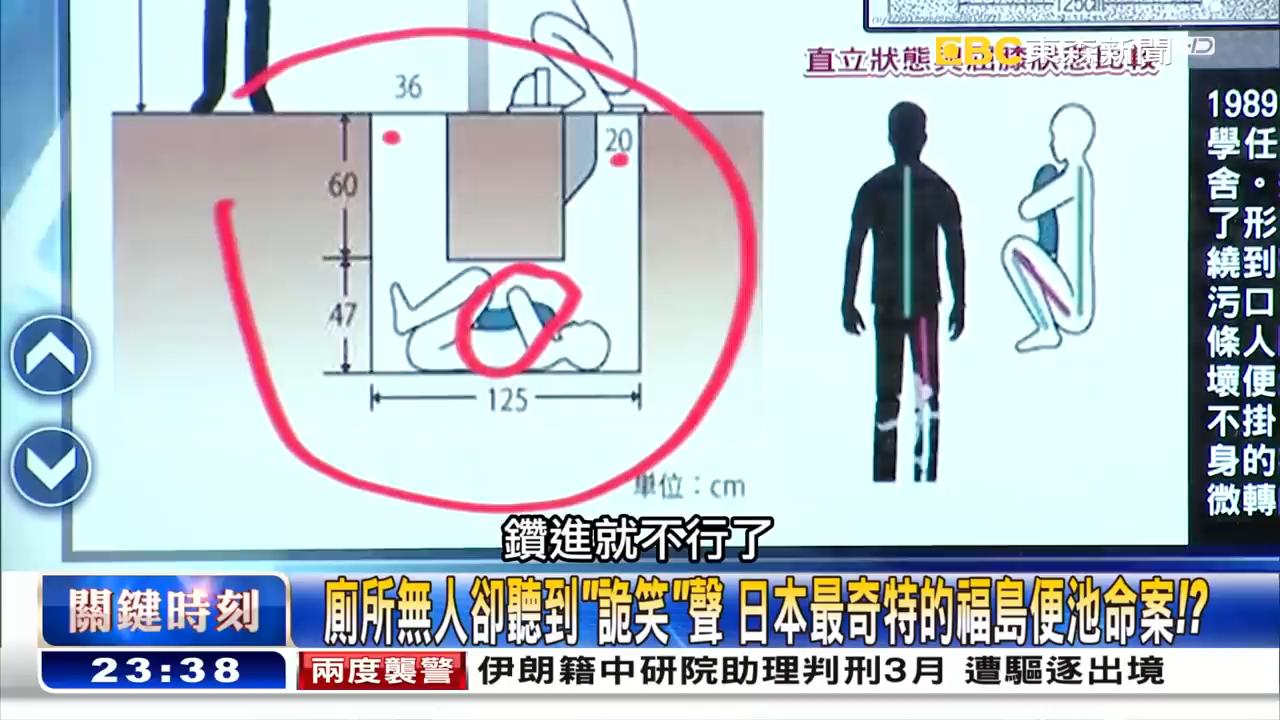 125cm
EBC 東森新聞 HD
直立狀態與屈膝狀態比較
36
20
60
47
125
單位：cm
1989
學任
舍。
了形
繞到
污口
條人
壞便
不掛
身的
微轉
鑽進就不行了
關鍵時刻
廁所無人卻聽到"詭笑"聲 日本最奇特的福島便池命案!?
23:38
兩度襲警 伊朗籍中研院助理判刑3月 遭驅逐出境